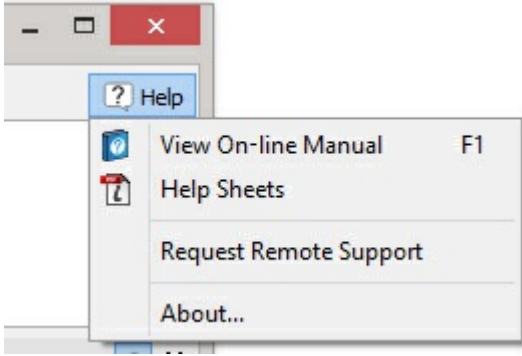 Help
View On-line Manual F1
Help Sheets
Request Remote Support
About...